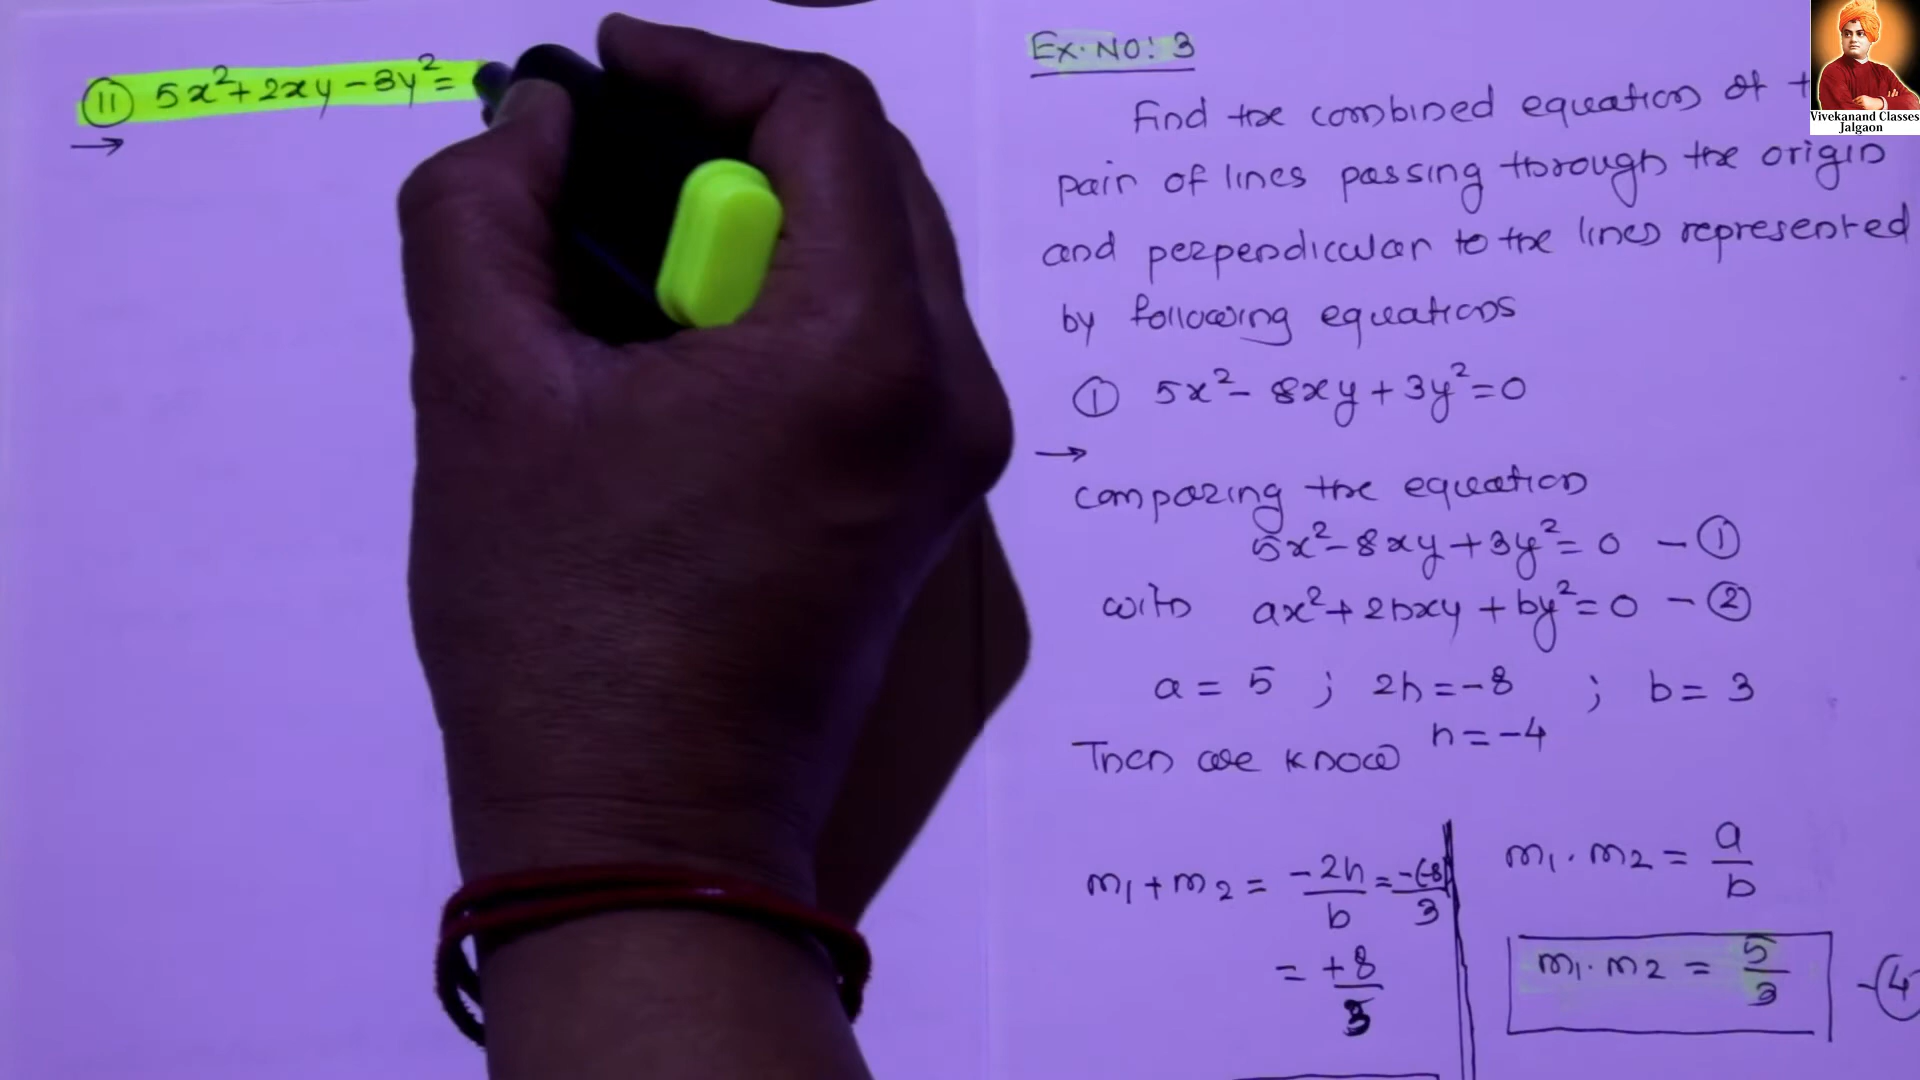 (II) 5x²+2xy-3y²=
→
Ex. NO: 3
Find the combined equation of
pair of lines passing through the origin
and perpendicular to the lines represented
by following equations
① 5x²- 8xy+3y²=0
→
comparing the equation
5x²-8xy+3y²=0 -①
with ax²+2hxy+by²=0 -②
a = 5 ; 2h=-8 ; b= 3
h=-4
Then we know
m₁+m₂ = -2h/b = -(-8)/3
= +8/3
m₁.m₂ = a/b
m₁.m₂ = 5/3 -④
Vivekanand Classes
Jalgaon